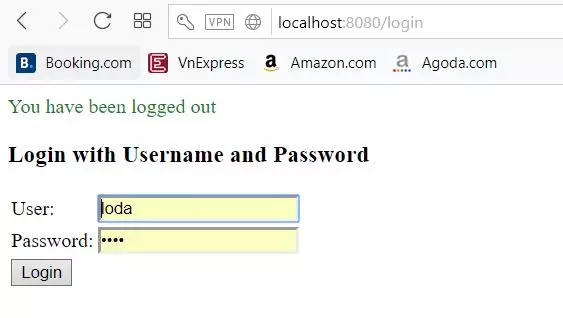 VPN localhost:8080/login
B. Booking.com E VnExpress a Amazon.com a Agoda.com
You have been logged out
Login with Username and Password
User: loda
Password: ••••
Login